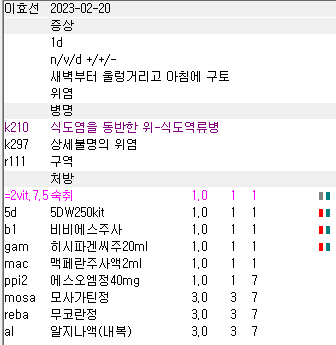 이효선 2023-02-20
증상
1d
n/v/d +/+/-
새벽부터 울렁거리고 아침에 구토
위염
병명
k210 식도염을 동반한 위-식도역류병
k297 상세불명의 위염
r111 구역
처방
=2vit,7,5 숙취 1,0 1 1
5d 5DW250kit 1,0 1 1
b1 비비에스주사 1,0 1 1
gam 히시파겐씨주20ml 1,0 1 1
mac 맥페란주사액2ml 1,0 1 1
ppi2 에스오엠정40mg 1,0 1 7
mosa 모사가틴정 3,0 3 7
reba 무코란정 3,0 3 7
al 알지나액(내복) 3,0 3 7